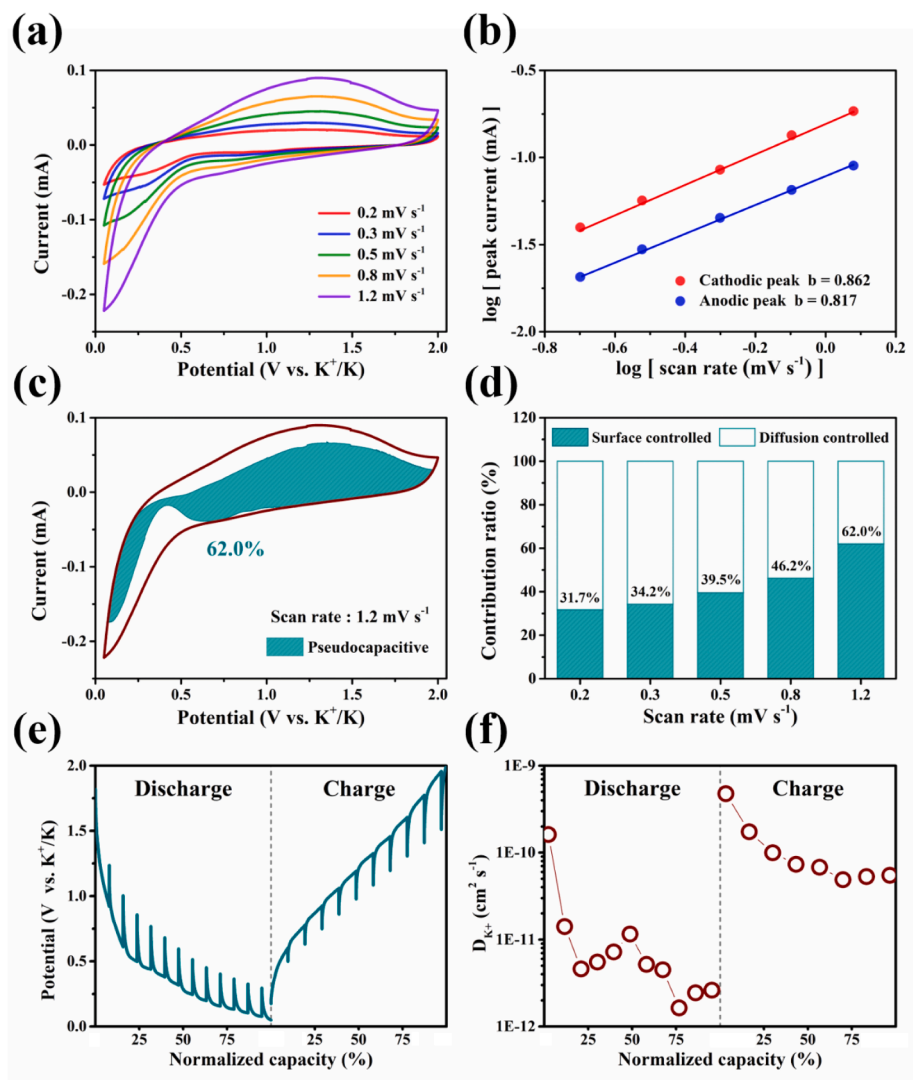 (a)
0.1
0.0
-0.1
-0.2
Current (mA)
0.2 mV s⁻¹
0.3 mV s⁻¹
0.5 mV s⁻¹
0.8 mV s⁻¹
1.2 mV s⁻¹
0.0 0.5 1.0 1.5 2.0
Potential (V vs. K⁺/K)
(b)
-0.5
-1.0
-1.5
-2.0
log [ peak current (mA) ]
Cathodic peak b = 0.862
Anodic peak b = 0.817
-0.8 -0.6 -0.4 -0.2 0.0 0.2
log [ scan rate (mV s⁻¹) ]
(c)
0.1
0.0
-0.1
-0.2
Current (mA)
62.0%
Scan rate : 1.2 mV s⁻¹
Pseudocapacitive
0.0 0.5 1.0 1.5 2.0
Potential (V vs. K⁺/K)
(d)
120
100
80
60
40
20
0
Contribution ratio (%)
Surface controlled Diffusion controlled
31.7% 34.2% 39.5% 46.2% 62.0%
0.2 0.3 0.5 0.8 1.2
Scan rate (mV s⁻¹)
(e)
2.0
1.5
1.0
0.5
0.0
Potential (V vs. K⁺/K)
Discharge Charge
25 50 75 25 50 75
Normalized capacity (%)
(f)
1E-9
1E-10
1E-11
1E-12
D_K+ (cm² s⁻¹)
Discharge Charge
25 50 75 25 50 75
Normalized capacity (%)